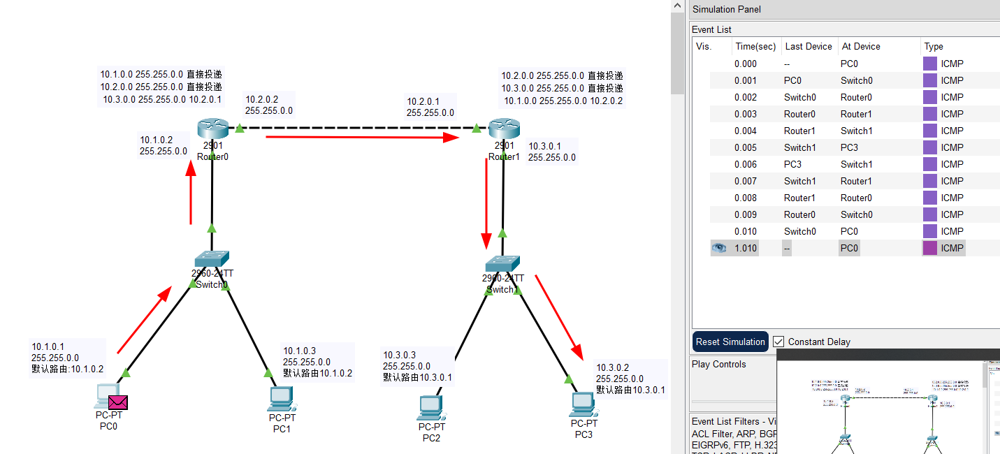 10.1.0.0 255.255.0.0 直接投递
10.2.0.0 255.255.0.0 直接投递
10.3.0.0 255.255.0.0 10.2.0.1
10.2.0.2
255.255.0.0
10.2.0.1
255.255.0.0
10.2.0.0 255.255.0.0 直接投递
10.3.0.0 255.255.0.0 直接投递
10.1.0.0 255.255.0.0 10.2.0.2
10.1.0.2
255.255.0.0
2901
Router0
2901
Router1
10.3.0.1
255.255.0.0
2960-24TT
Switch0
2960-24TT
Switch1
10.1.0.1
255.255.0.0
默认路由:10.1.0.2
10.1.0.3
255.255.0.0
默认路由10.1.0.2
10.3.0.3
255.255.0.0
默认路由10.3.0.1
10.3.0.2
255.255.0.0
默认路由10.3.0.1
PC-PT
PC0
PC-PT
PC1
PC-PT
PC2
PC-PT
PC3
Simulation Panel
Event List
Vis. Time(sec) Last Device At Device Type
0.000 -- PC0 ICMP
0.001 PC0 Switch0 ICMP
0.002 Switch0 Router0 ICMP
0.003 Router0 Router1 ICMP
0.004 Router1 Switch1 ICMP
0.005 Switch1 PC3 ICMP
0.006 PC3 Switch1 ICMP
0.007 Switch1 Router1 ICMP
0.008 Router1 Router0 ICMP
0.009 Router0 Switch0 ICMP
0.010 Switch0 PC0 ICMP
1.010 -- PC0 ICMP
Reset Simulation Constant Delay
Play Controls
Event List Filters - Vi
ACL Filter, ARP, BGP
EIGRPv6, FTP, H.323